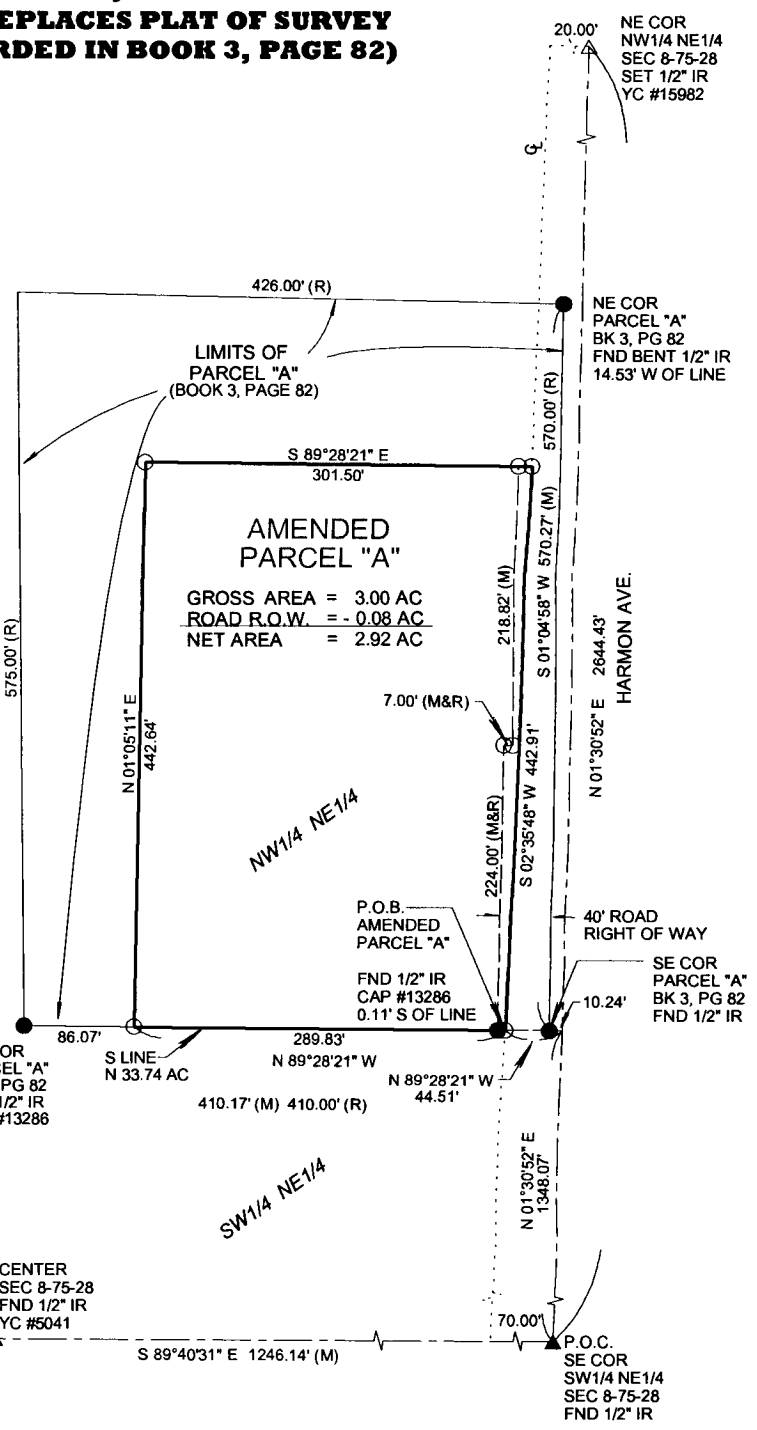 EPLACES PLAT OF SURVEY
RDED IN BOOK 3, PAGE 82)
20.00'
NE COR
NW1/4 NE1/4
SEC 8-75-28
SET 1/2" IR
YC #15982
℄
426.00' (R)
NE COR
PARCEL "A"
BK 3, PG 82
FND BENT 1/2" IR
14.53' W OF LINE
LIMITS OF
PARCEL "A"
(BOOK 3, PAGE 82)
570.00' (R)
S 89°28'21" E
301.50'
AMENDED
PARCEL "A"
GROSS AREA = 3.00 AC
ROAD R.O.W. = - 0.08 AC
NET AREA = 2.92 AC
575.00' (R)
N 01°05'11" E
442.64'
218.82' (M)
S 01°04'58" W 570.27' (M)
7.00' (M&R)
N 01°30'52" E 2644.43'
HARMON AVE.
224.00' (M&R)
S 02°35'48" W 442.91'
NW1/4 NE1/4
P.O.B.
AMENDED
PARCEL "A"
FND 1/2" IR
CAP #13286
0.11' S OF LINE
40' ROAD
RIGHT OF WAY
SE COR
PARCEL "A"
BK 3, PG 82
FND 1/2" IR
10.24'
86.07'
OR
EL "A"
PG 82
1/2" IR
#13286
S LINE
N 33.74 AC
289.83'
N 89°28'21" W
N 89°28'21" W
44.51'
410.17' (M) 410.00' (R)
SW1/4 NE1/4
N 01°30'52" E
1348.07'
CENTER
SEC 8-75-28
FND 1/2" IR
YC #5041
70.00'
S 89°40'31" E 1246.14' (M)
P.O.C.
SE COR
SW1/4 NE1/4
SEC 8-75-28
FND 1/2" IR